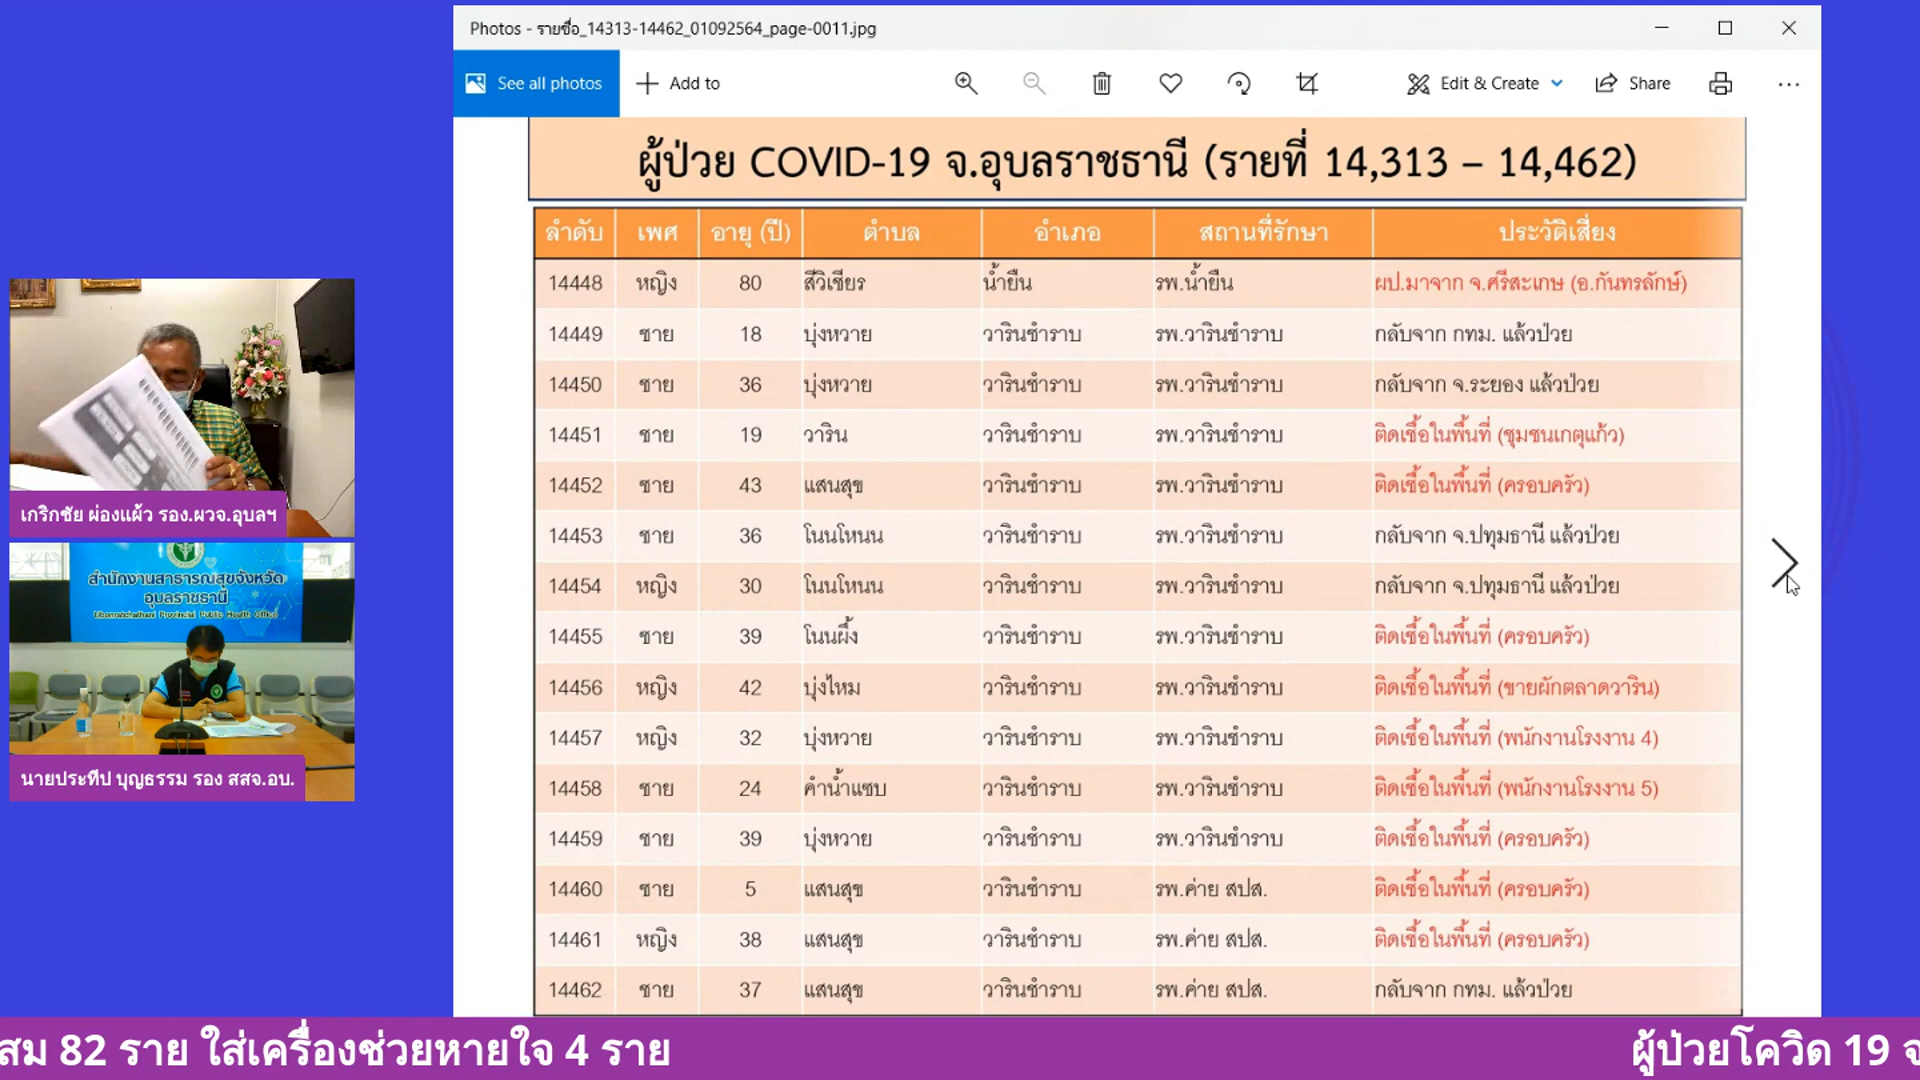 Photos - รายชื่อ_14313-14462_01092564_page-0011.jpg
See all photos
Add to
Edit & Create
Share
ผู้ป่วย COVID-19 จ.อุบลราชธานี (รายที่ 14,313 – 14,462)
ลำดับ เพศ อายุ (ปี) ตำบล อำเภอ สถานที่รักษา ประวัติเสี่ยง
14448 หญิง 80 สีวิเชียร น้ำยืน รพ.น้ำยืน ผป.มาจาก จ.ศรีสะเกษ (อ.กันทรลักษ์)
14449 ชาย 18 บุ่งหวาย วารินชำราบ รพ.วารินชำราบ กลับจาก กทม. แล้วป่วย
14450 ชาย 36 บุ่งหวาย วารินชำราบ รพ.วารินชำราบ กลับจาก จ.ระยอง แล้วป่วย
14451 ชาย 19 วาริน วารินชำราบ รพ.วารินชำราบ ติดเชื้อในพื้นที่ (ชุมชนเกตุแก้ว)
14452 ชาย 43 แสนสุข วารินชำราบ รพ.วารินชำราบ ติดเชื้อในพื้นที่ (ครอบครัว)
14453 ชาย 36 โนนโหนน วารินชำราบ รพ.วารินชำราบ กลับจาก จ.ปทุมธานี แล้วป่วย
14454 หญิง 30 โนนโหนน วารินชำราบ รพ.วารินชำราบ กลับจาก จ.ปทุมธานี แล้วป่วย
14455 ชาย 39 โนนผึ้ง วารินชำราบ รพ.วารินชำราบ ติดเชื้อในพื้นที่ (ครอบครัว)
14456 หญิง 42 บุ่งไหม วารินชำราบ รพ.วารินชำราบ ติดเชื้อในพื้นที่ (ขายผักตลาดวาริน)
14457 หญิง 32 บุ่งหวาย วารินชำราบ รพ.วารินชำราบ ติดเชื้อในพื้นที่ (พนักงานโรงงาน 4)
14458 ชาย 24 คำน้ำแซบ วารินชำราบ รพ.วารินชำราบ ติดเชื้อในพื้นที่ (พนักงานโรงงาน 5)
14459 ชาย 39 บุ่งหวาย วารินชำราบ รพ.วารินชำราบ ติดเชื้อในพื้นที่ (ครอบครัว)
14460 ชาย 5 แสนสุข วารินชำราบ รพ.ค่าย สปส. ติดเชื้อในพื้นที่ (ครอบครัว)
14461 หญิง 38 แสนสุข วารินชำราบ รพ.ค่าย สปส. ติดเชื้อในพื้นที่ (ครอบครัว)
14462 ชาย 37 แสนสุข วารินชำราบ รพ.ค่าย สปส. กลับจาก กทม. แล้วป่วย
เกริกชัย ผ่องแผ้ว รอง.ผวจ.อุบลฯ
สำนักงานสาธารณสุขจังหวัด
อุบลราชธานี
Ubonratchathani Provincial Public Health Office
นายประทีป บุญธรรม รอง สสจ.อบ.
สม 82 ราย ใส่เครื่องช่วยหายใจ 4 ราย
ผู้ป่วยโควิด 19 จ